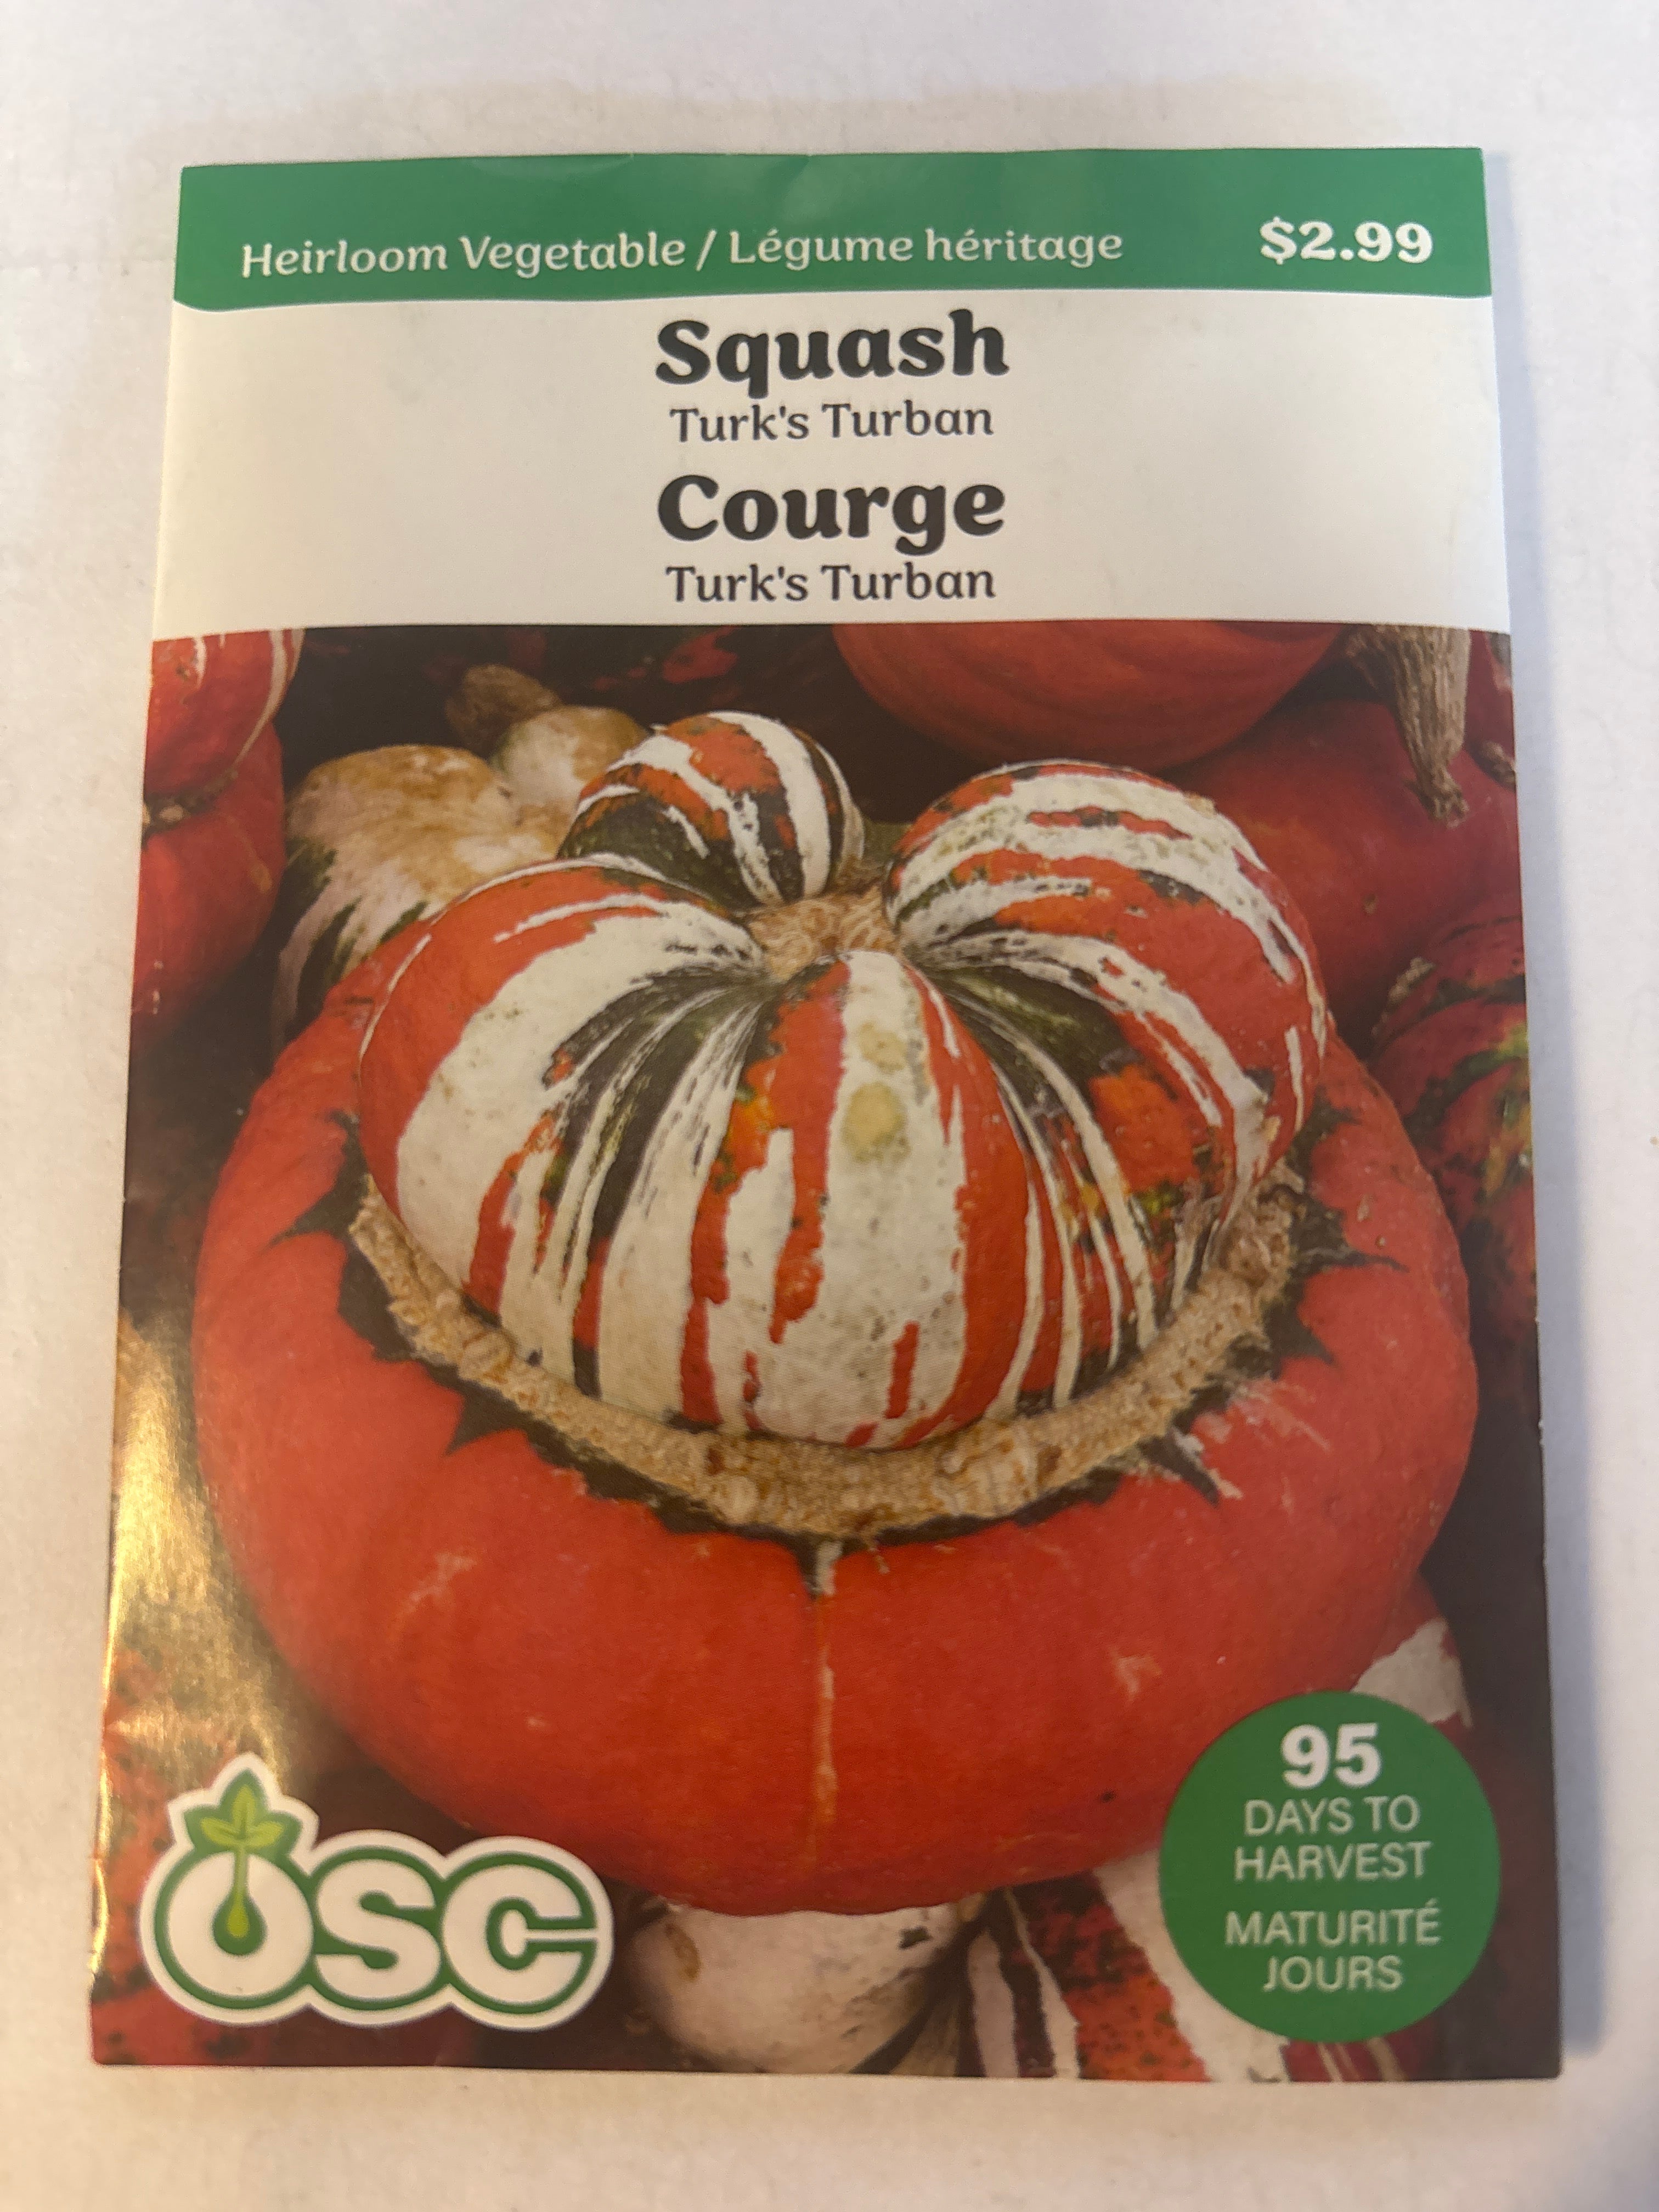 Heirloom Vegetable / Légume héritage $2.99
Squash
Turk's Turban
Courge
Turk's Turban
OSC
95
DAYS TO
HARVEST
MATURITÉ
JOURS